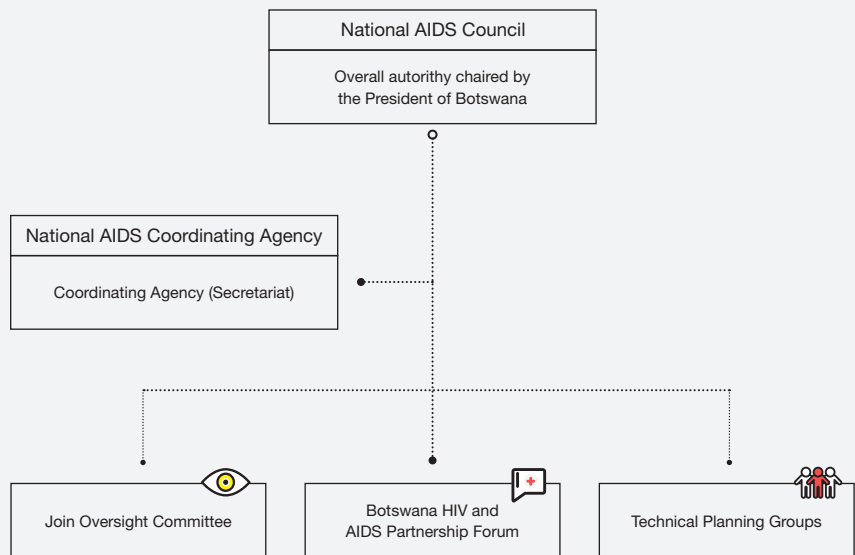 National AIDS Council
Overall autorithy chaired by
the President of Botswana
National AIDS Coordinating Agency
Coordinating Agency (Secretariat)
Join Oversight Committee
Botswana HIV and
AIDS Partnership Forum
Technical Planning Groups